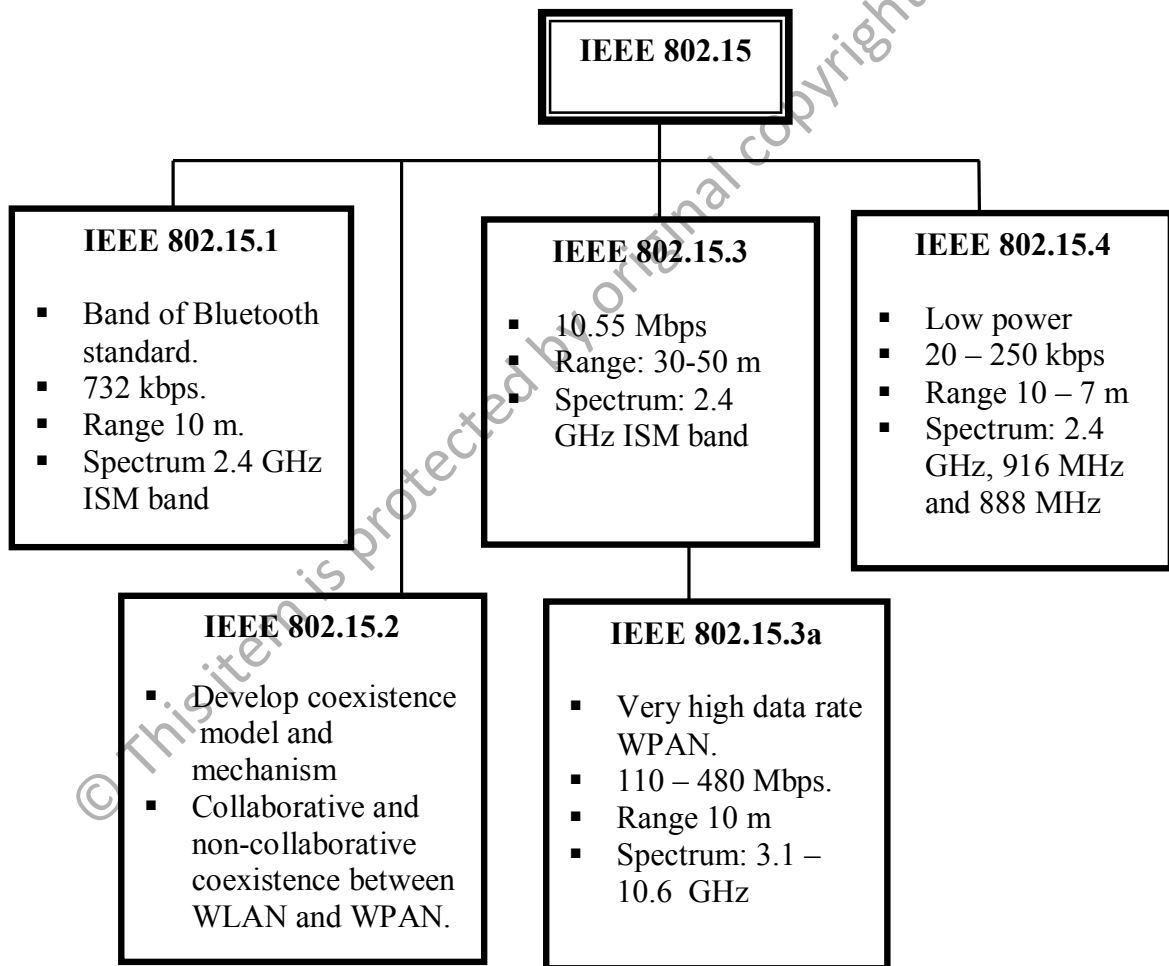 IEEE 802.15
IEEE 802.15.1
▪ Band of Bluetooth
standard.
▪ 732 kbps.
▪ Range 10 m.
▪ Spectrum 2.4 GHz
ISM band
IEEE 802.15.3
▪ 10.55 Mbps
▪ Range: 30-50 m
▪ Spectrum: 2.4
GHz ISM band
IEEE 802.15.4
▪ Low power
▪ 20 – 250 kbps
▪ Range 10 – 7 m
▪ Spectrum: 2.4
GHz, 916 MHz
and 888 MHz
IEEE 802.15.2
▪ Develop coexistence
model and
mechanism
▪ Collaborative and
non-collaborative
coexistence between
WLAN and WPAN.
IEEE 802.15.3a
▪ Very high data rate
WPAN.
▪ 110 – 480 Mbps.
▪ Range 10 m
▪ Spectrum: 3.1 –
10.6 GHz
© This item is protected by original copyright